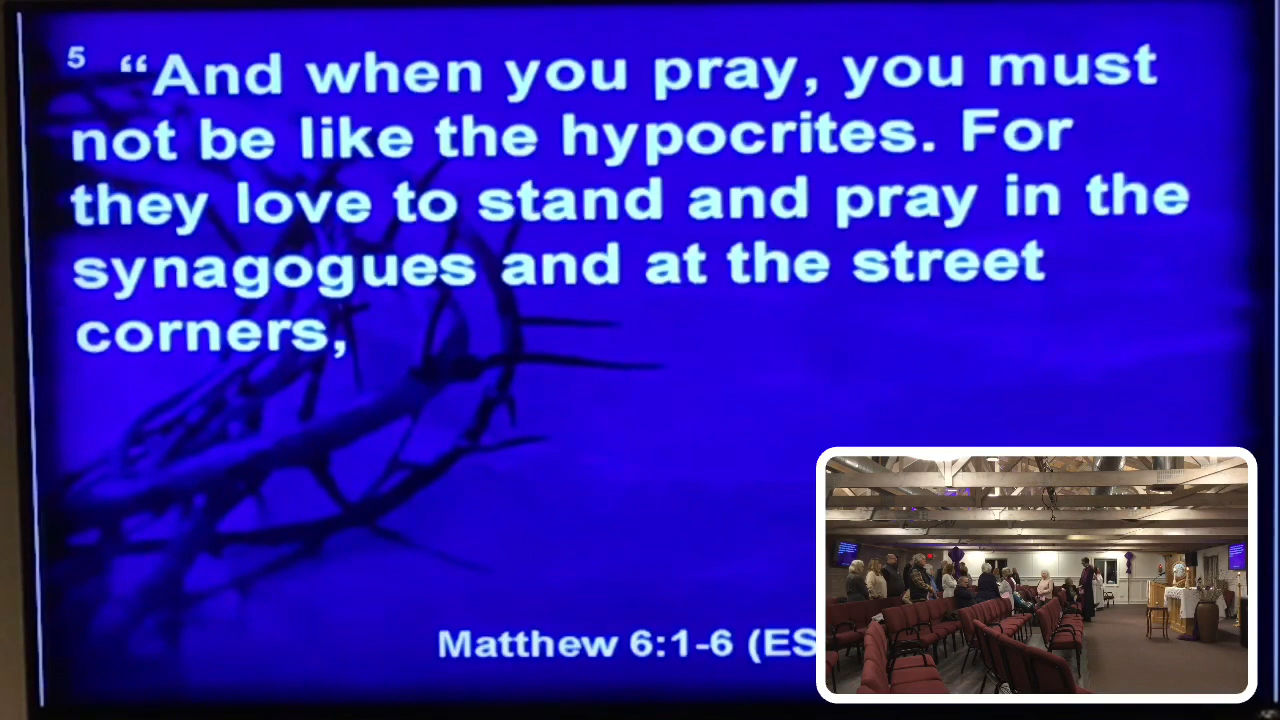 5 “And when you pray, you must
not be like the hypocrites. For
they love to stand and pray in the
synagogues and at the street
corners,
Matthew 6:1-6 (ES